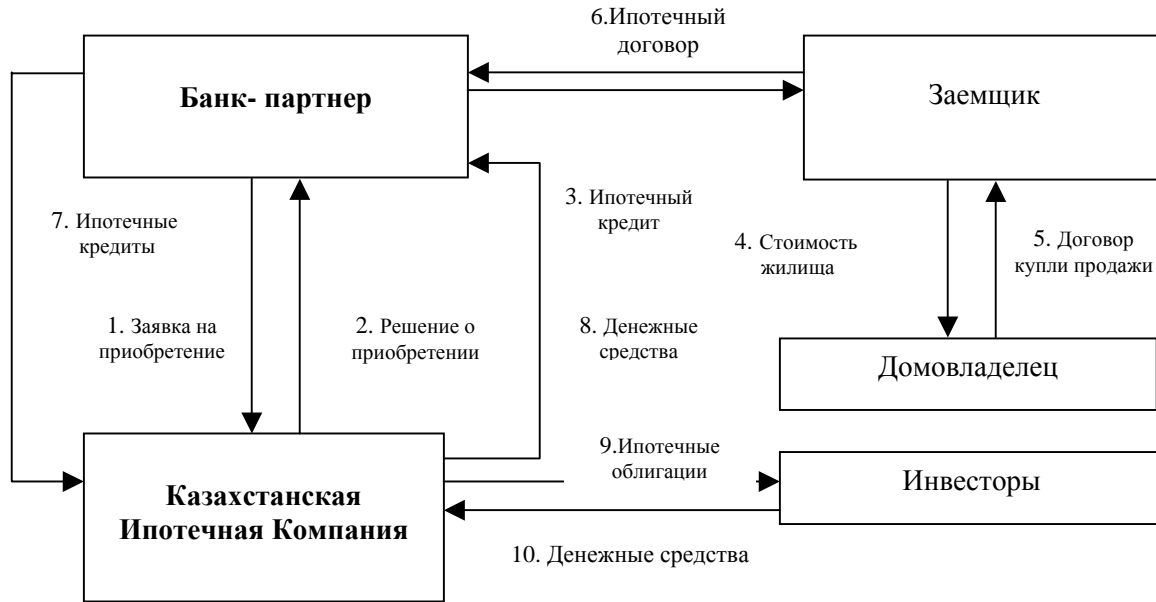 6.Ипотечный
договор
Банк- партнер
Заемщик
7. Ипотечные
кредиты
3. Ипотечный
кредит
4. Стоимость
жилища
5. Договор
купли продажи
1. Заявка на
приобретение
2. Решение о
приобретении
8. Денежные
средства
Домовладелец
Казахстанская
Ипотечная Компания
9.Ипотечные
облигации
Инвесторы
10. Денежные средства